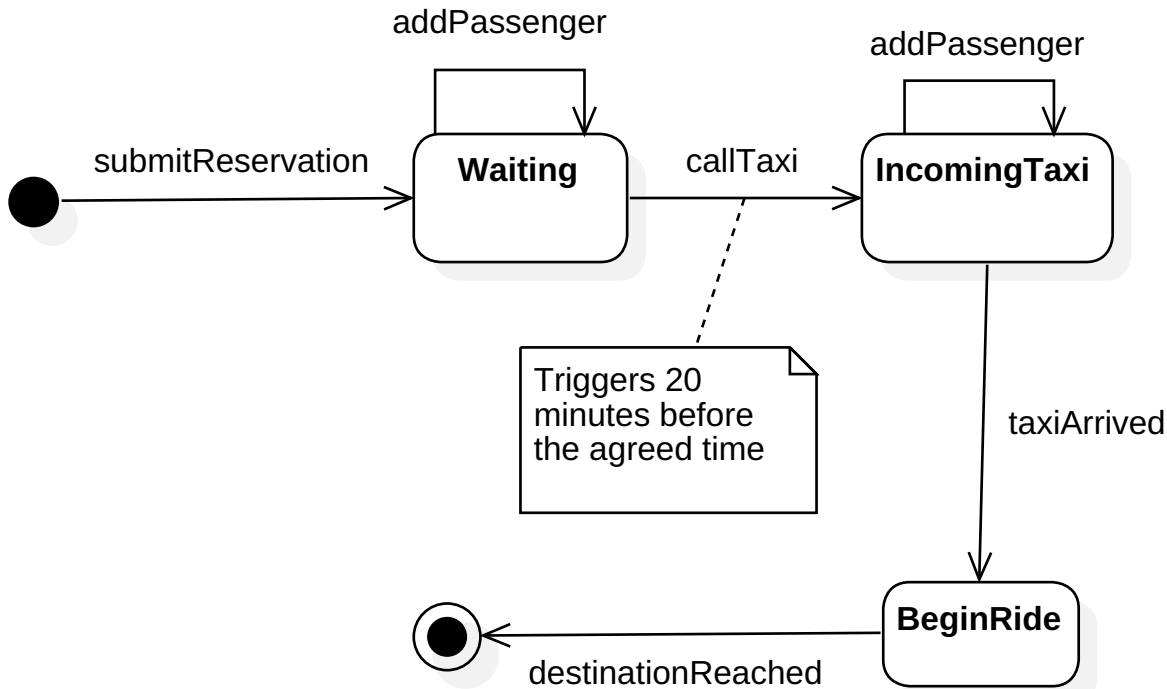 addPassenger
addPassenger
submitReservation
Waiting
callTaxi
IncomingTaxi
Triggers 20
minutes before
the agreed time
taxiArrived
BeginRide
destinationReached